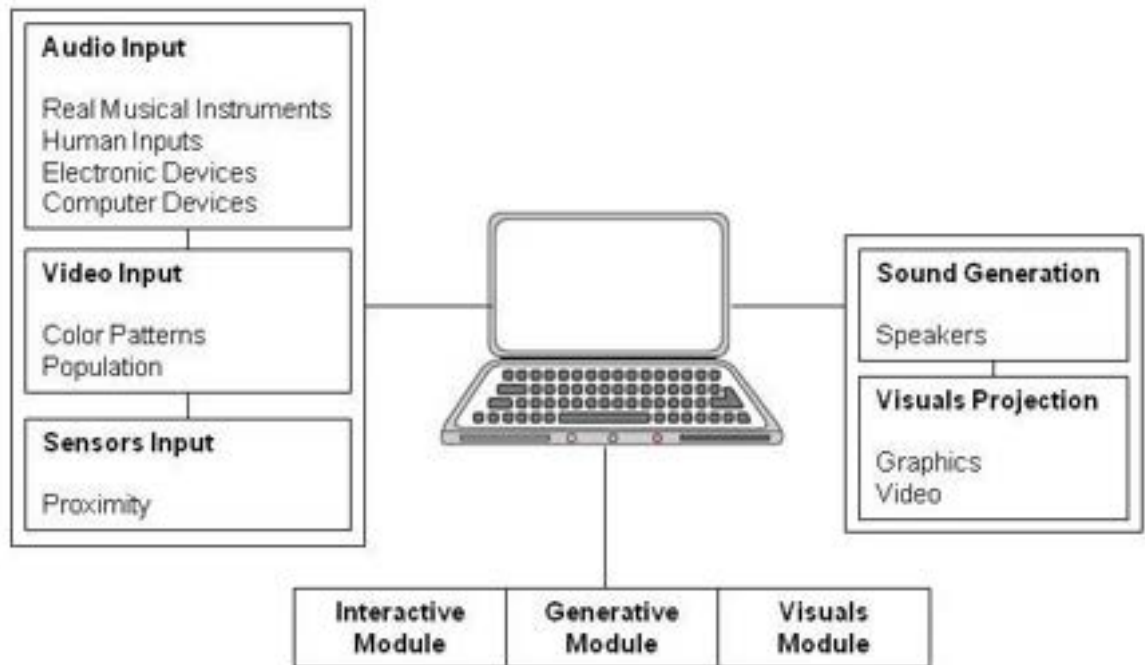 Audio Input
Real Musical Instruments
Human Inputs
Electronic Devices
Computer Devices
Video Input
Color Patterns
Population
Sensors Input
Proximity
Sound Generation
Speakers
Visuals Projection
Graphics
Video
Interactive
Module
Generative
Module
Visuals
Module